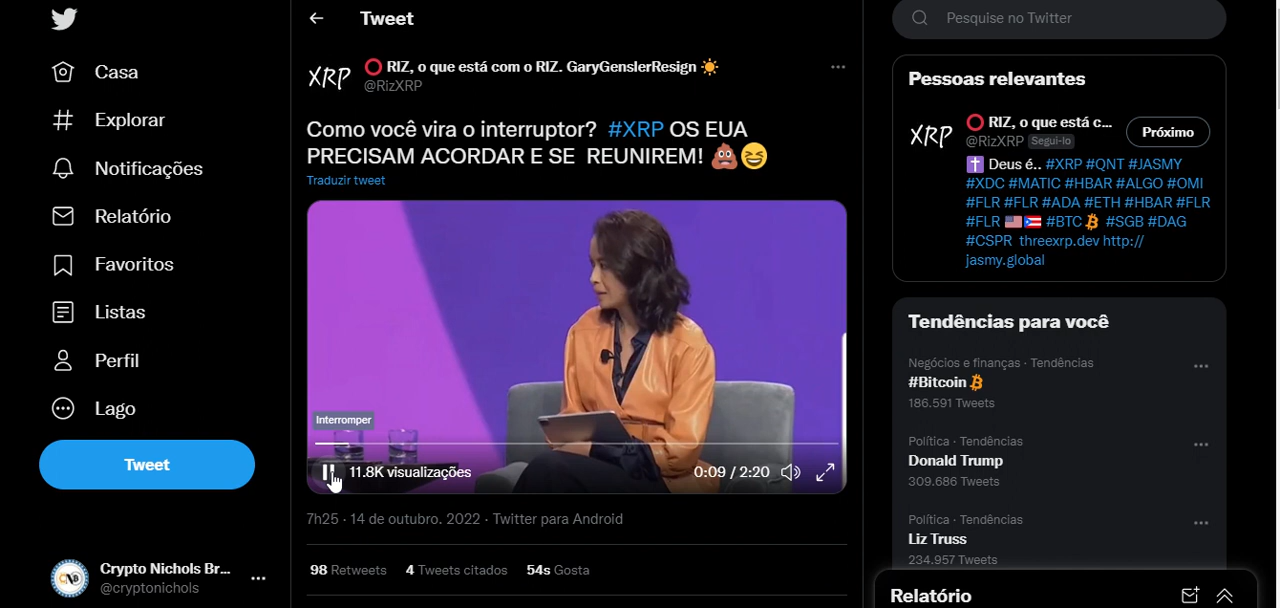 Casa
Explorar
Notificações
Relatório
Favoritos
Listas
Perfil
Lago
Tweet
Crypto Nichols Br...
@cryptonichols
Tweet
XRP
RIZ, o que está com o RIZ. GaryGenslerResign
@RizXRP
Como você vira o interruptor? #XRP OS EUA
PRECISAM ACORDAR E SE REUNIREM!
Traduzir tweet
Interromper
11.8K visualizações
0:09 / 2:20
7h25 · 14 de outubro. 2022 · Twitter para Android
98 Retweets 4 Tweets citados 54s Gosta
Pesquise no Twitter
Pessoas relevantes
XRP
RIZ, o que está c...
@RizXRP Segui-lo
Próximo
Deus é.. #XRP #QNT #JASMY
#XDC #MATIC #HBAR #ALGO #OMI
#FLR #FLR #ADA #ETH #HBAR #FLR
#FLR #BTC #SGB #DAG
#CSPR threexrp.dev http://
jasmy.global
Tendências para você
Negócios e finanças · Tendências
#Bitcoin
186.591 Tweets
Política · Tendências
Donald Trump
309.686 Tweets
Política · Tendências
Liz Truss
234.957 Tweets
Relatório